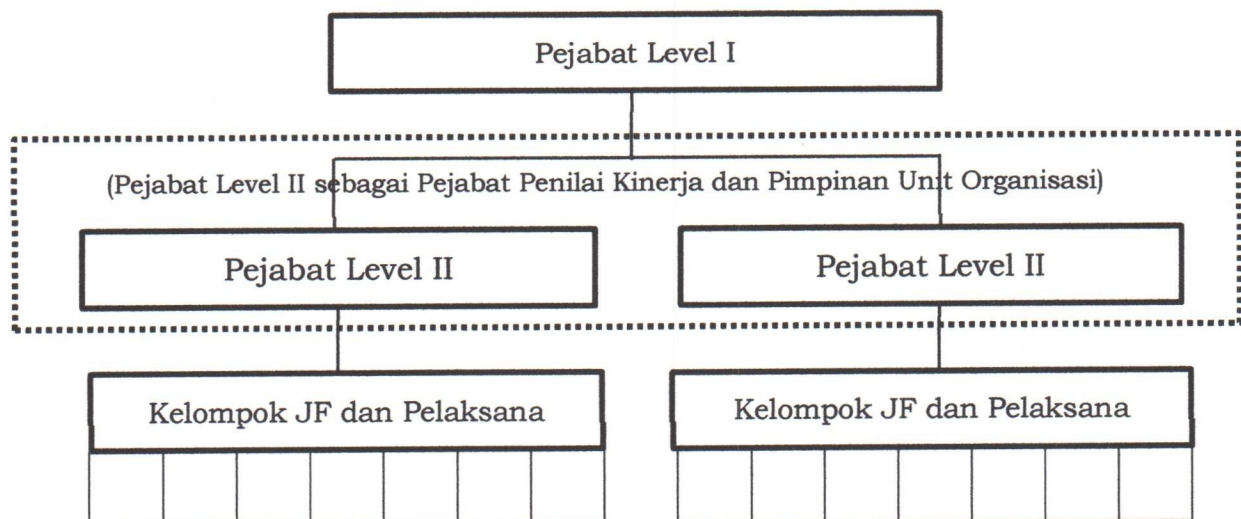 Pejabat Level I
(Pejabat Level II sebagai Pejabat Penilai Kinerja dan Pimpinan Unit Organisasi)
Pejabat Level II
Pejabat Level II
Kelompok JF dan Pelaksana
Kelompok JF dan Pelaksana